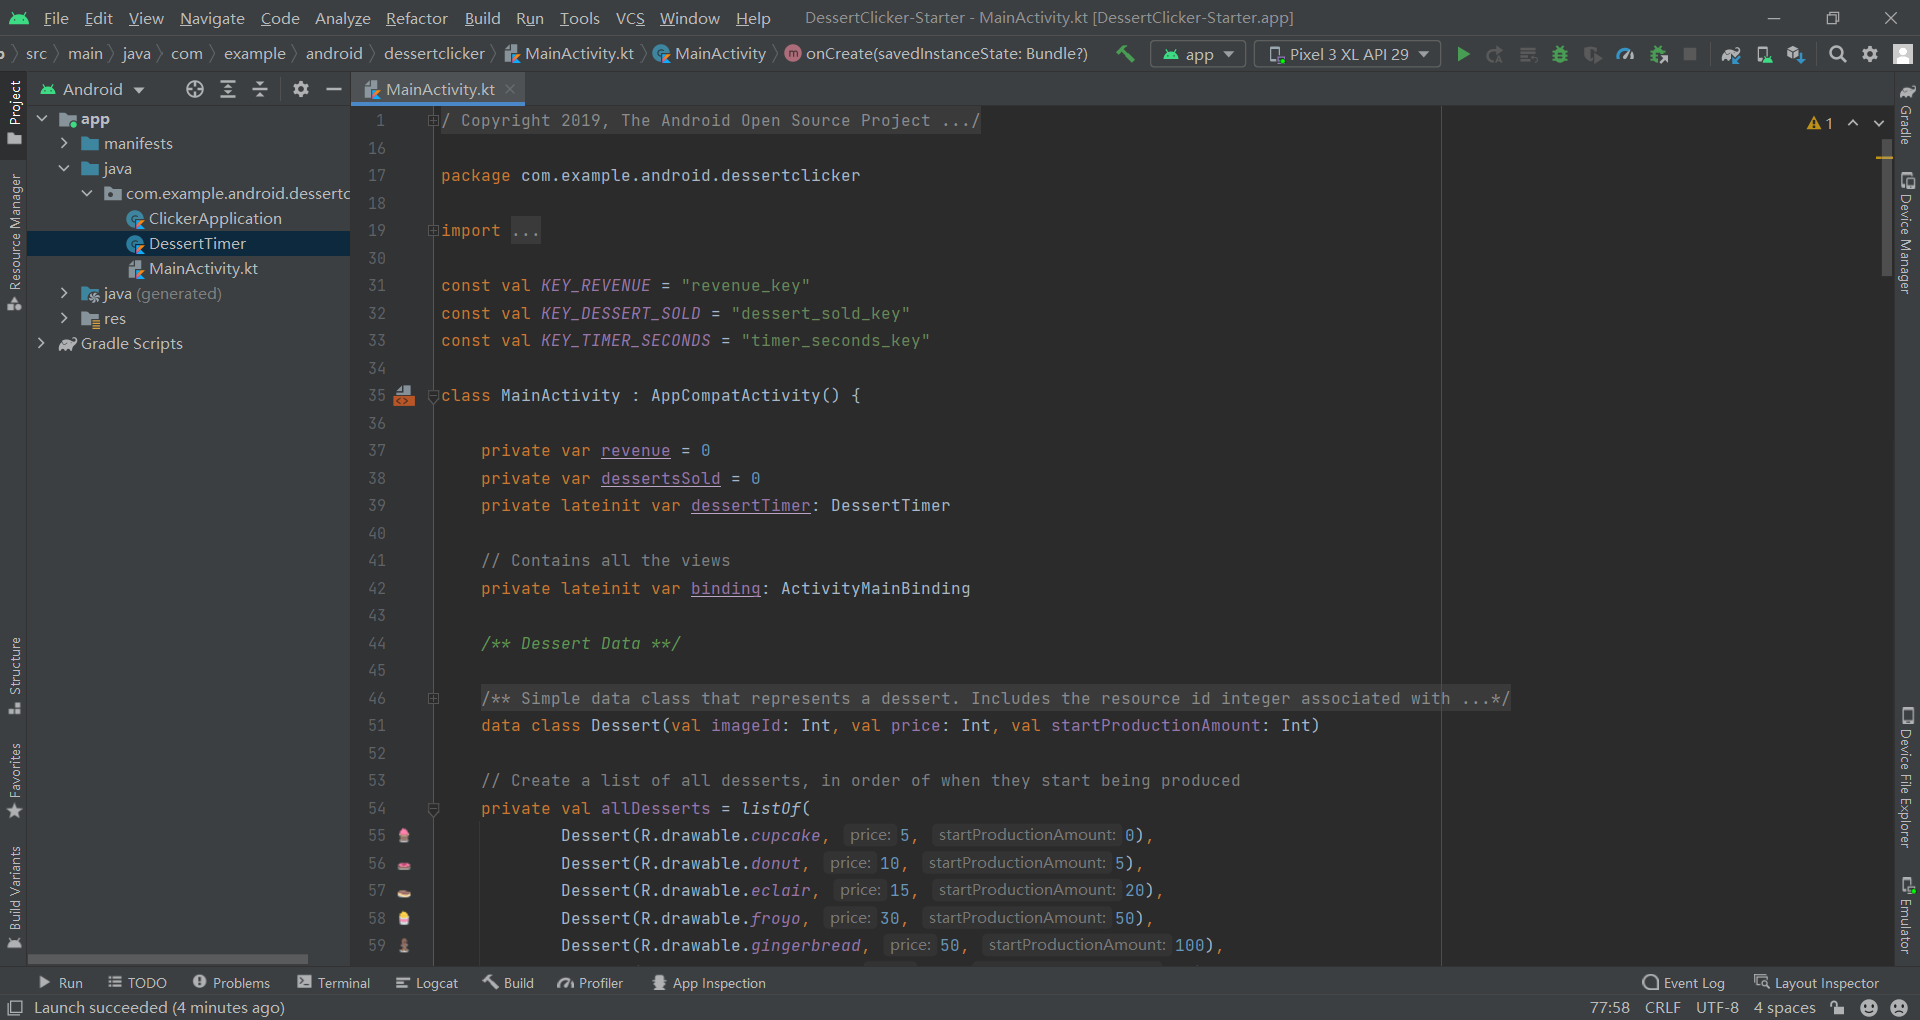 File Edit View Navigate Code Analyze Refactor Build Run Tools VCS Window Help DessertClicker-Starter - MainActivity.kt [DessertClicker-Starter.app]
src main java com example android dessertclicker MainActivity.kt MainActivity onCreate(savedInstanceState: Bundle?) app Pixel 3 XL API 29
Android
MainActivity.kt
app
manifests
java
com.example.android.dessertc
ClickerApplication
DessertTimer
MainActivity.kt
java (generated)
res
Gradle Scripts
Project
Resource Manager
Structure
Favorites
Build Variants
1 / Copyright 2019, The Android Open Source Project .../
16
17 package com.example.android.dessertclicker
18
19 import ...
30
31 const val KEY_REVENUE = "revenue_key"
32 const val KEY_DESSERT_SOLD = "dessert_sold_key"
33 const val KEY_TIMER_SECONDS = "timer_seconds_key"
34
35 class MainActivity : AppCompatActivity() {
36
37 private var revenue = 0
38 private var dessertsSold = 0
39 private lateinit var dessertTimer: DessertTimer
40
41 // Contains all the views
42 private lateinit var binding: ActivityMainBinding
43
44 /** Dessert Data **/
45
46 /** Simple data class that represents a dessert. Includes the resource id integer associated with ...*/
51 data class Dessert(val imageId: Int, val price: Int, val startProductionAmount: Int)
52
53 // Create a list of all desserts, in order of when they start being produced
54 private val allDesserts = listOf(
55 Dessert(R.drawable.cupcake, price: 5, startProductionAmount: 0),
56 Dessert(R.drawable.donut, price: 10, startProductionAmount: 5),
57 Dessert(R.drawable.eclair, price: 15, startProductionAmount: 20),
58 Dessert(R.drawable.froyo, price: 30, startProductionAmount: 50),
59 Dessert(R.drawable.gingerbread, price: 50, startProductionAmount: 100),
1
Gradle
Device Manager
Device File Explorer
Emulator
Run TODO Problems Terminal Logcat Build Profiler App Inspection Event Log Layout Inspector
Launch succeeded (4 minutes ago) 77:58 CRLF UTF-8 4 spaces